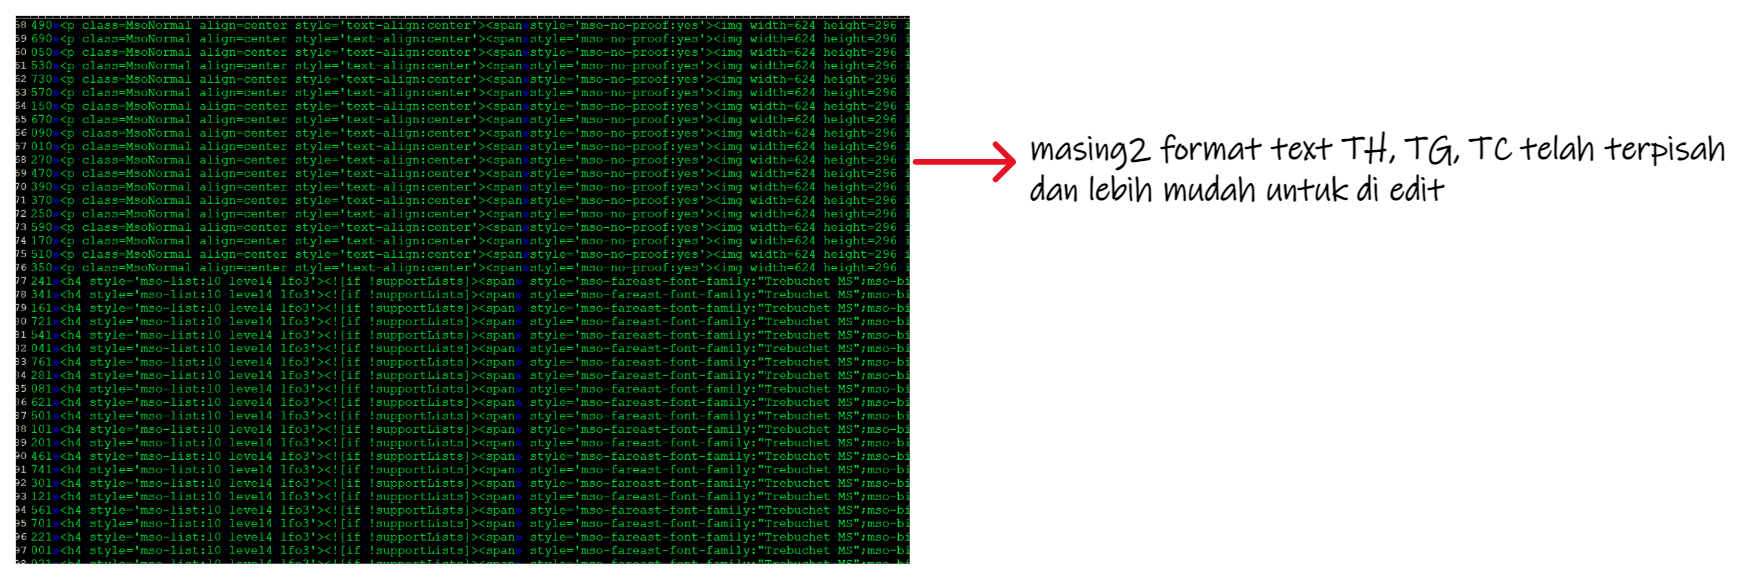 58 490»<p class=MsoNormal align=center style='text-align:center'><span»style='mso-no-proof:yes'><img width=624 height=296 i
59 690»<p class=MsoNormal align=center style='text-align:center'><span»style='mso-no-proof:yes'><img width=624 height=296 i
60 050»<p class=MsoNormal align=center style='text-align:center'><span»style='mso-no-proof:yes'><img width=624 height=296 i
61 530»<p class=MsoNormal align=center style='text-align:center'><span»style='mso-no-proof:yes'><img width=624 height=296 i
62 730»<p class=MsoNormal align=center style='text-align:center'><span»style='mso-no-proof:yes'><img width=624 height=296 i
63 570»<p class=MsoNormal align=center style='text-align:center'><span»style='mso-no-proof:yes'><img width=624 height=296 i
64 150»<p class=MsoNormal align=center style='text-align:center'><span»style='mso-no-proof:yes'><img width=624 height=296 i
65 670»<p class=MsoNormal align=center style='text-align:center'><span»style='mso-no-proof:yes'><img width=624 height=296 i
66 090»<p class=MsoNormal align=center style='text-align:center'><span»style='mso-no-proof:yes'><img width=624 height=296 i
67 010»<p class=MsoNormal align=center style='text-align:center'><span»style='mso-no-proof:yes'><img width=624 height=296 i
68 270»<p class=MsoNormal align=center style='text-align:center'><span»style='mso-no-proof:yes'><img width=624 height=296 i
69 470»<p class=MsoNormal align=center style='text-align:center'><span»style='mso-no-proof:yes'><img width=624 height=296 i
70 390»<p class=MsoNormal align=center style='text-align:center'><span»style='mso-no-proof:yes'><img width=624 height=296 i
71 370»<p class=MsoNormal align=center style='text-align:center'><span»style='mso-no-proof:yes'><img width=624 height=296 i
72 250»<p class=MsoNormal align=center style='text-align:center'><span»style='mso-no-proof:yes'><img width=624 height=296 i
73 590»<p class=MsoNormal align=center style='text-align:center'><span»style='mso-no-proof:yes'><img width=624 height=296 i
74 170»<p class=MsoNormal align=center style='text-align:center'><span»style='mso-no-proof:yes'><img width=624 height=296 i
75 510»<p class=MsoNormal align=center style='text-align:center'><span»style='mso-no-proof:yes'><img width=624 height=296 i
76 350»<p class=MsoNormal align=center style='text-align:center'><span»style='mso-no-proof:yes'><img width=624 height=296 i
77 241»<h4 style='mso-list:l0 level4 lfo3'><![if !supportLists]><span» style='mso-fareast-font-family:"Trebuchet MS";mso-bi
78 341»<h4 style='mso-list:l0 level4 lfo3'><![if !supportLists]><span» style='mso-fareast-font-family:"Trebuchet MS";mso-bi
79 161»<h4 style='mso-list:l0 level4 lfo3'><![if !supportLists]><span» style='mso-fareast-font-family:"Trebuchet MS";mso-bi
80 721»<h4 style='mso-list:l0 level4 lfo3'><![if !supportLists]><span» style='mso-fareast-font-family:"Trebuchet MS";mso-bi
81 541»<h4 style='mso-list:l0 level4 lfo3'><![if !supportLists]><span» style='mso-fareast-font-family:"Trebuchet MS";mso-bi
82 041»<h4 style='mso-list:l0 level4 lfo3'><![if !supportLists]><span» style='mso-fareast-font-family:"Trebuchet MS";mso-bi
83 761»<h4 style='mso-list:l0 level4 lfo3'><![if !supportLists]><span» style='mso-fareast-font-family:"Trebuchet MS";mso-bi
84 281»<h4 style='mso-list:l0 level4 lfo3'><![if !supportLists]><span» style='mso-fareast-font-family:"Trebuchet MS";mso-bi
85 081»<h4 style='mso-list:l0 level4 lfo3'><![if !supportLists]><span» style='mso-fareast-font-family:"Trebuchet MS";mso-bi
86 621»<h4 style='mso-list:l0 level4 lfo3'><![if !supportLists]><span» style='mso-fareast-font-family:"Trebuchet MS";mso-bi
87 501»<h4 style='mso-list:l0 level4 lfo3'><![if !supportLists]><span» style='mso-fareast-font-family:"Trebuchet MS";mso-bi
88 101»<h4 style='mso-list:l0 level4 lfo3'><![if !supportLists]><span» style='mso-fareast-font-family:"Trebuchet MS";mso-bi
89 201»<h4 style='mso-list:l0 level4 lfo3'><![if !supportLists]><span» style='mso-fareast-font-family:"Trebuchet MS";mso-bi
90 461»<h4 style='mso-list:l0 level4 lfo3'><![if !supportLists]><span» style='mso-fareast-font-family:"Trebuchet MS";mso-bi
91 741»<h4 style='mso-list:l0 level4 lfo3'><![if !supportLists]><span» style='mso-fareast-font-family:"Trebuchet MS";mso-bi
92 301»<h4 style='mso-list:l0 level4 lfo3'><![if !supportLists]><span» style='mso-fareast-font-family:"Trebuchet MS";mso-bi
93 121»<h4 style='mso-list:l0 level4 lfo3'><![if !supportLists]><span» style='mso-fareast-font-family:"Trebuchet MS";mso-bi
94 561»<h4 style='mso-list:l0 level4 lfo3'><![if !supportLists]><span» style='mso-fareast-font-family:"Trebuchet MS";mso-bi
95 701»<h4 style='mso-list:l0 level4 lfo3'><![if !supportLists]><span» style='mso-fareast-font-family:"Trebuchet MS";mso-bi
96 221»<h4 style='mso-list:l0 level4 lfo3'><![if !supportLists]><span» style='mso-fareast-font-family:"Trebuchet MS";mso-bi
97 001»<h4 style='mso-list:l0 level4 lfo3'><![if !supportLists]><span» style='mso-fareast-font-family:"Trebuchet MS";mso-bi
masing2 format text TH, TG, TC telah terpisah
dan lebih mudah untuk di edit